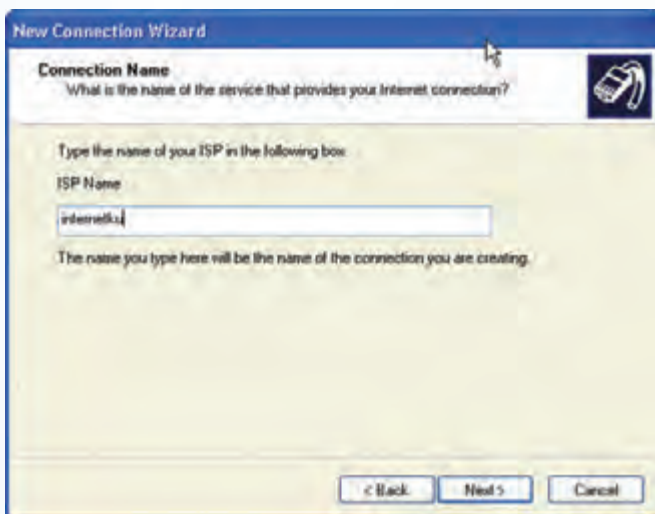 New Connection Wizard
Connection Name
What is the name of the service that provides your Internet connection?
Type the name of your ISP in the following box.
ISP Name
internetku
The name you type here will be the name of the connection you are creating.
< Back
Next >
Cancel